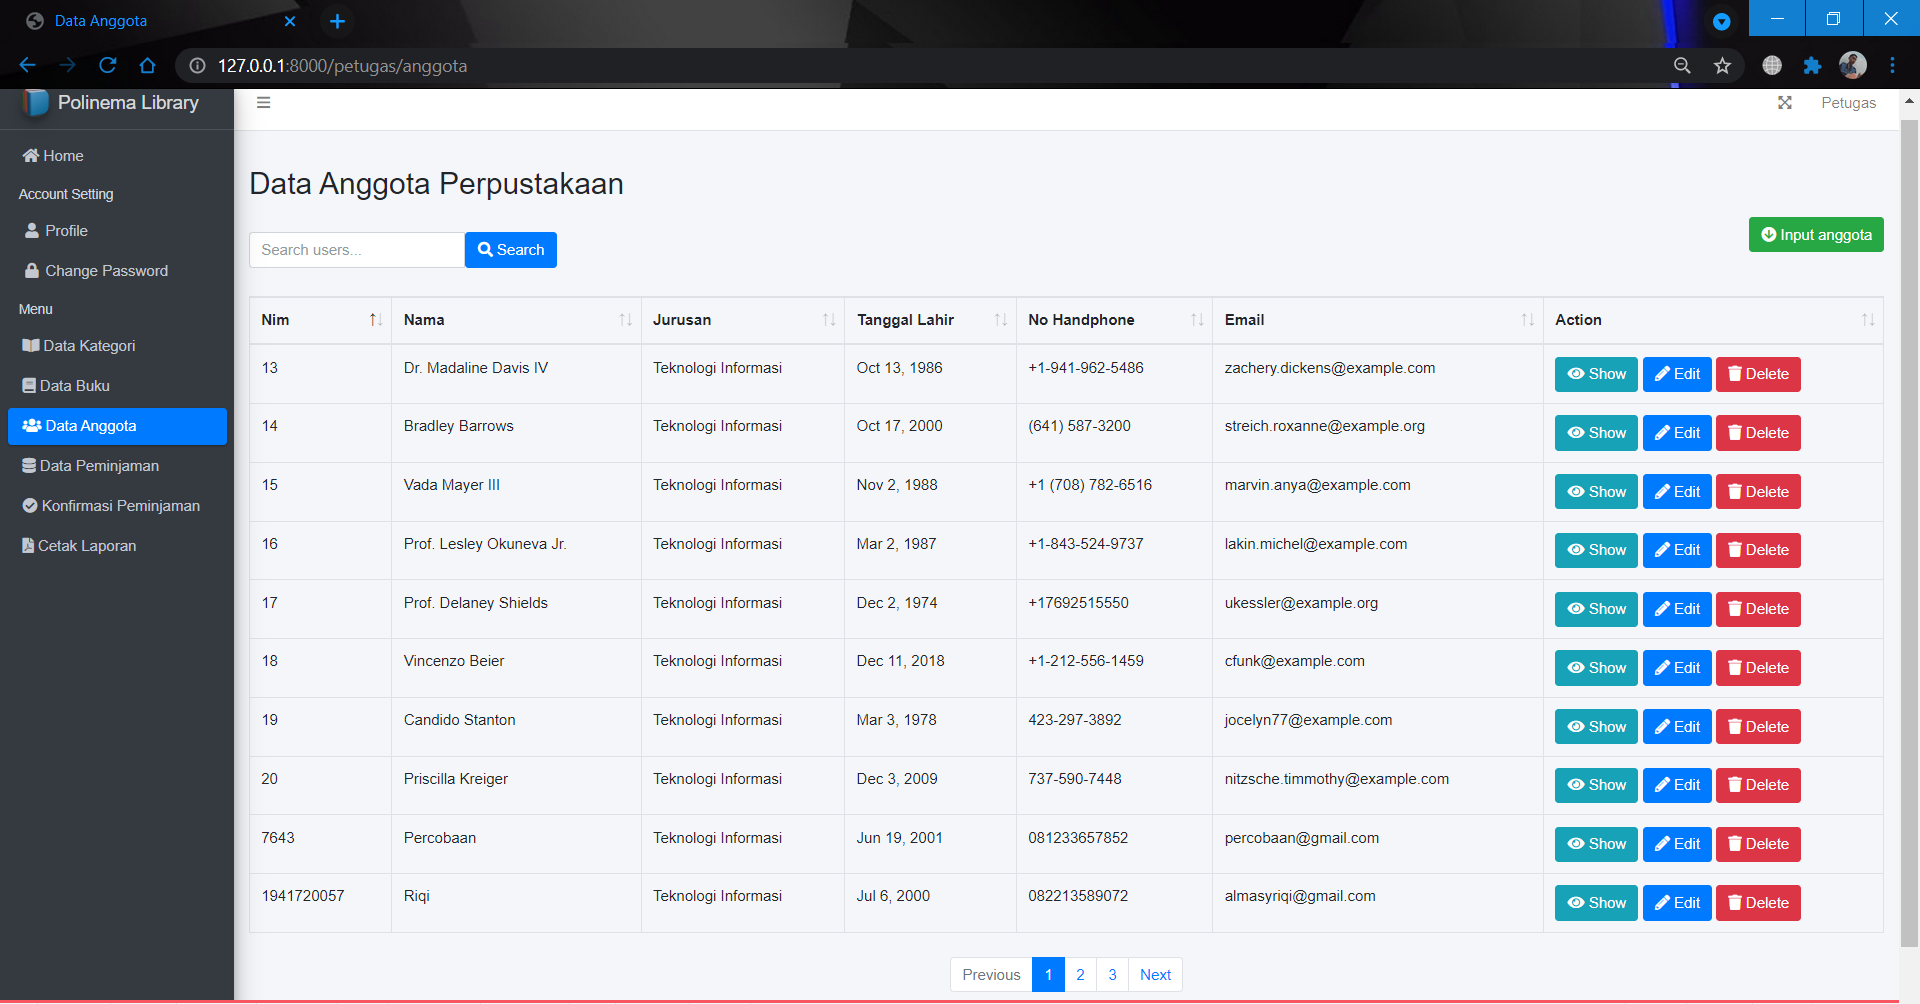 Data Anggota
127.0.0.1:8000/petugas/anggota
Polinema Library
Petugas
Home
Account Setting
Profile
Change Password
Menu
Data Kategori
Data Buku
Data Anggota
Data Peminjaman
Konfirmasi Peminjaman
Cetak Laporan
Data Anggota Perpustakaan
Search users... Search
Input anggota
Nim Nama Jurusan Tanggal Lahir No Handphone Email Action
13 Dr. Madaline Davis IV Teknologi Informasi Oct 13, 1986 +1-941-962-5486 zachery.dickens@example.com Show Edit Delete
14 Bradley Barrows Teknologi Informasi Oct 17, 2000 (641) 587-3200 streich.roxanne@example.org Show Edit Delete
15 Vada Mayer III Teknologi Informasi Nov 2, 1988 +1 (708) 782-6516 marvin.anya@example.com Show Edit Delete
16 Prof. Lesley Okuneva Jr. Teknologi Informasi Mar 2, 1987 +1-843-524-9737 lakin.michel@example.com Show Edit Delete
17 Prof. Delaney Shields Teknologi Informasi Dec 2, 1974 +17692515550 ukessler@example.org Show Edit Delete
18 Vincenzo Beier Teknologi Informasi Dec 11, 2018 +1-212-556-1459 cfunk@example.com Show Edit Delete
19 Candido Stanton Teknologi Informasi Mar 3, 1978 423-297-3892 jocelyn77@example.com Show Edit Delete
20 Priscilla Kreiger Teknologi Informasi Dec 3, 2009 737-590-7448 nitzsche.timmothy@example.com Show Edit Delete
7643 Percobaan Teknologi Informasi Jun 19, 2001 081233657852 percobaan@gmail.com Show Edit Delete
1941720057 Riqi Teknologi Informasi Jul 6, 2000 082213589072 almasyriqi@gmail.com Show Edit Delete
Previous 1 2 3 Next